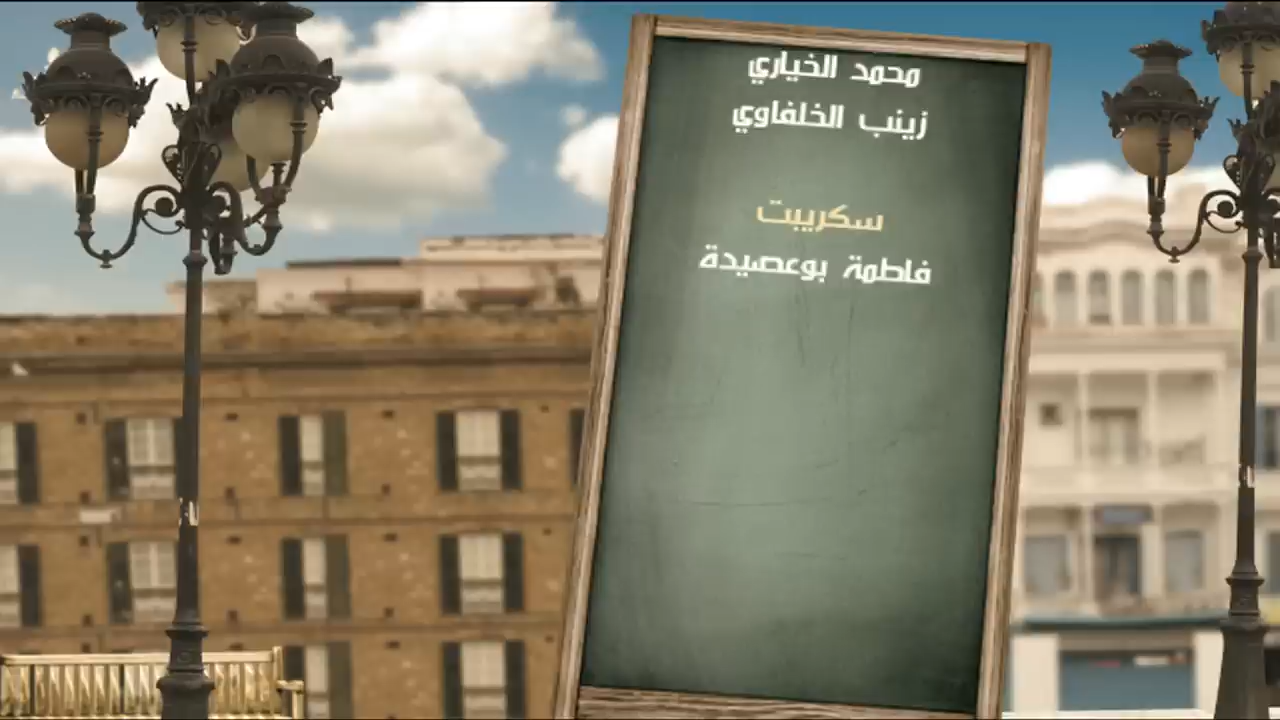 محمد الخياري
زينب الخلفاوي
سكريبت
فاطمة بوعصيدة